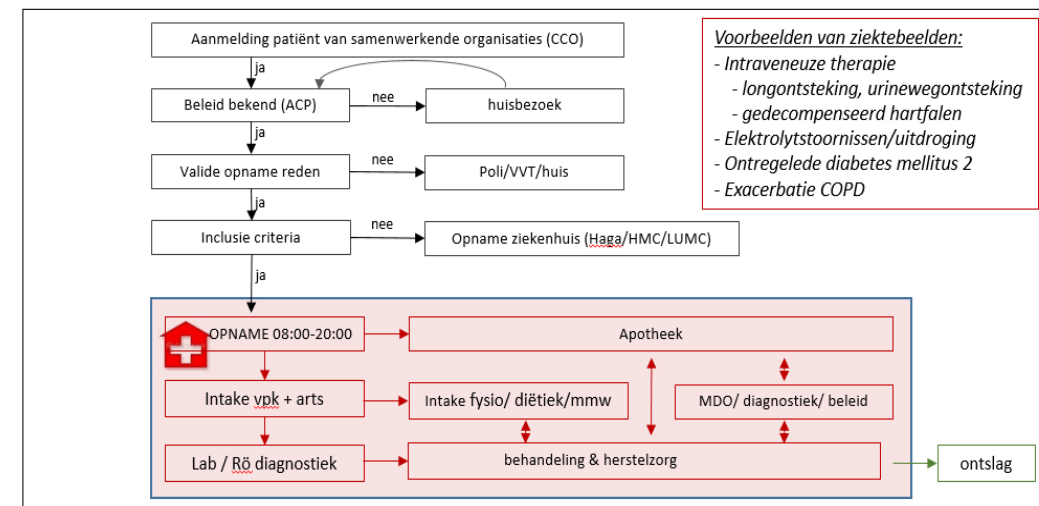 Aanmelding patiënt van samenwerkende organisaties (CCO)
ja
Beleid bekend (ACP)
nee
huisbezoek
ja
Valide opname reden
nee
Poli/VVT/huis
ja
Inclusie criteria
nee
Opname ziekenhuis (Haga/HMC/LUMC)
ja
Voorbeelden van ziektebeelden:
- Intraveneuze therapie
- longontsteking, urinewegontsteking
- gedecompenseerd hartfalen
- Elektrolytstoornissen/uitdroging
- Ontregelede diabetes mellitus 2
- Exacerbatie COPD
OPNAME 08:00-20:00
Apotheek
Intake vpk + arts
Intake fysio/ diëtiek/mmw
MDO/ diagnostiek/ beleid
Lab / Rö diagnostiek
behandeling & herstelzorg
ontslag